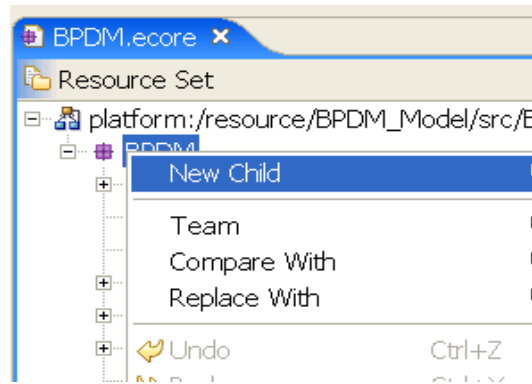 BPDM.ecore
Resource Set
platform:/resource/BPDM_Model/src/
BPDM
New Child
Team
Compare With
Replace With
Undo Ctrl+Z